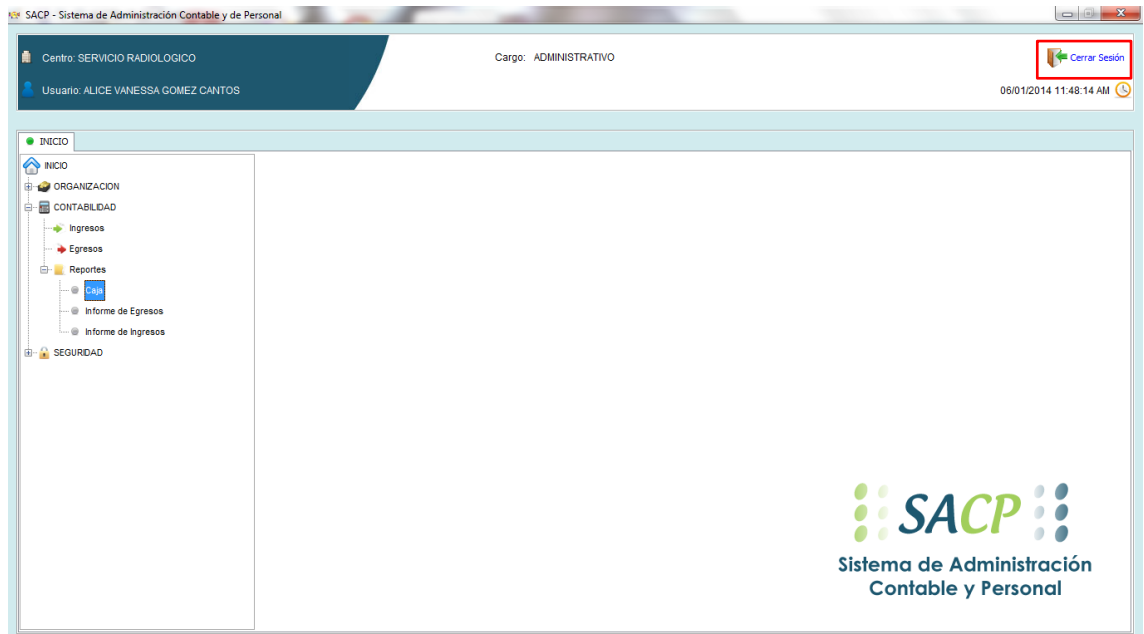 SACP - Sistema de Administración Contable y de Personal
Centro: SERVICIO RADIOLOGICO
Cargo: ADMINISTRATIVO
Cerrar Sesión
Usuario: ALICE VANESSA GOMEZ CANTOS
06/01/2014 11:48:14 AM
INICIO
INICIO
ORGANIZACION
CONTABILIDAD
Ingresos
Egresos
Reportes
Caja
Informe de Egresos
Informe de Ingresos
SEGURIDAD
SACP
Sistema de Administración
Contable y Personal